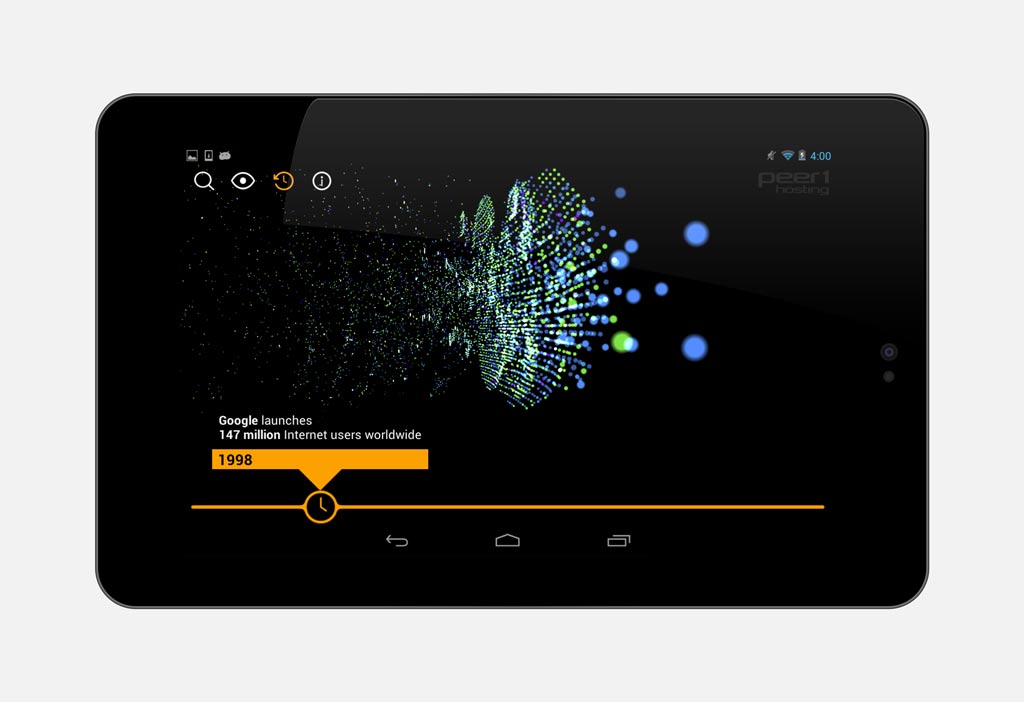 4:00
peer1
hosting
Google launches
147 million Internet users worldwide
1998